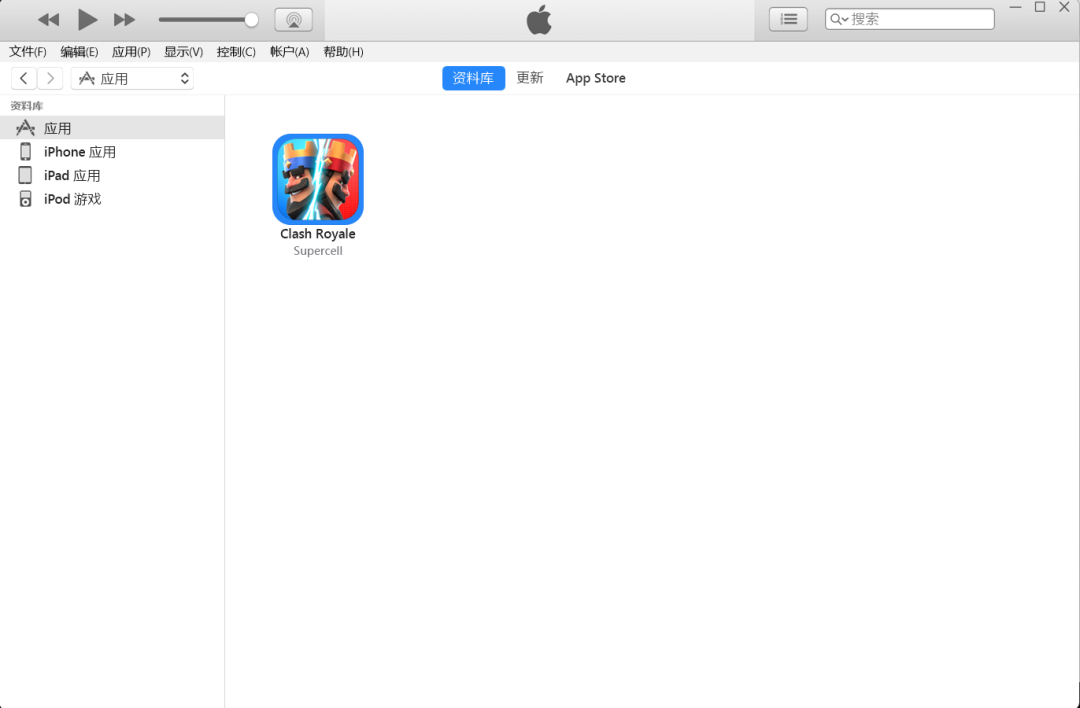 搜索
文件(F) 编辑(E) 应用(P) 显示(V) 控制(C) 帐户(A) 帮助(H)
应用 资料库 更新 App Store
资料库
应用
iPhone 应用
iPad 应用
iPod 游戏
Clash Royale
Supercell